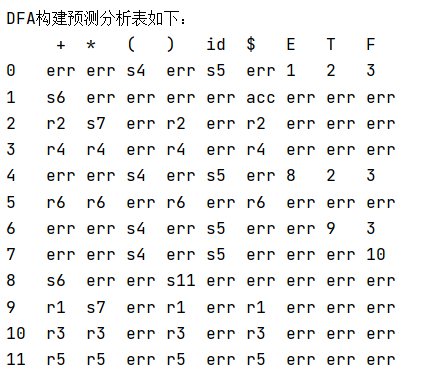 DFA构建预测分析表如下：
+ * ( ) id $ E T F
0 err err s4 err s5 err 1 2 3
1 s6 err err err err acc err err err
2 r2 s7 err r2 err r2 err err err
3 r4 r4 err r4 err r4 err err err
4 err err s4 err s5 err 8 2 3
5 r6 r6 err r6 err r6 err err err
6 err err s4 err s5 err err 9 3
7 err err s4 err s5 err err err 10
8 s6 err err s11 err err err err err
9 r1 s7 err r1 err r1 err err err
10 r3 r3 err r3 err r3 err err err
11 r5 r5 err r5 err r5 err err err